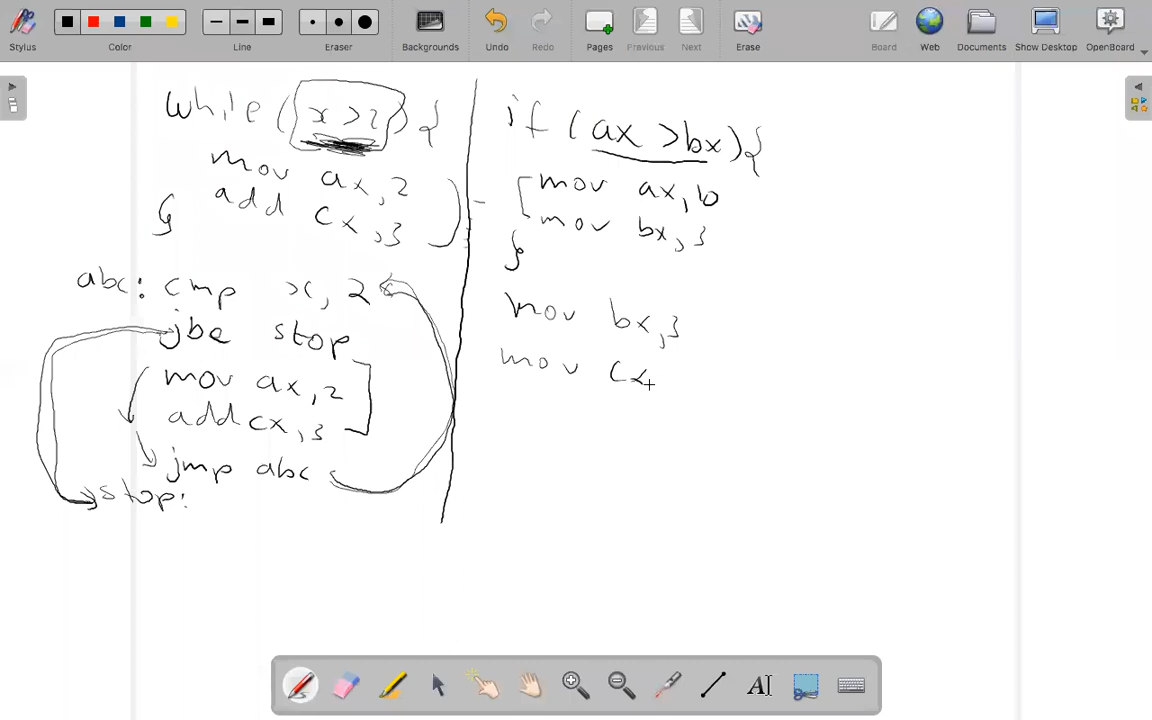 Stylus
Color
Line
Eraser
Backgrounds
Undo
Redo
Pages
Previous
Next
Erase
Board
Web
Documents
Show Desktop
OpenBoard
while (x>2) {
mov ax,2
add cx,3
}
abc: cmp x, 2
jbe stop
mov ax,2
add cx,3
jmp abc
stop:
if (ax >bx){
mov ax,10
mov bx,3
}
mov bx,3
mov cx